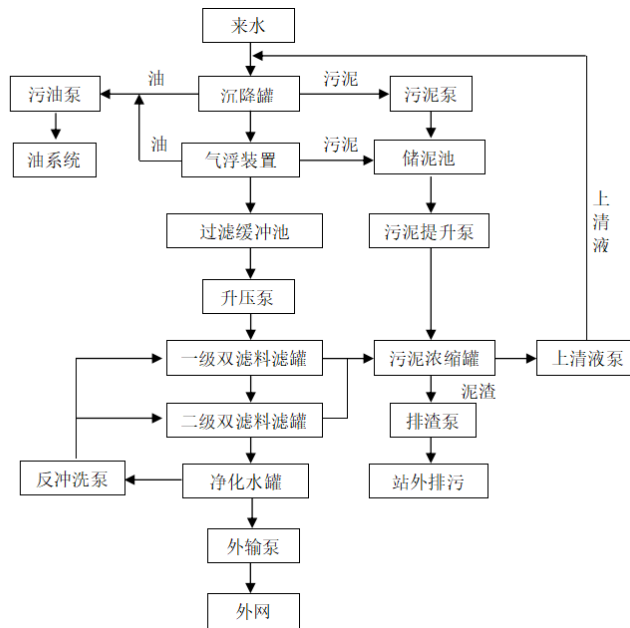 来水
油
污泥
污油泵
沉降罐
污泥泵
油
污泥
油系统
气浮装置
储泥池
上清液
过滤缓冲池
污泥提升泵
升压泵
一级双滤料滤罐
污泥浓缩罐
上清液泵
泥渣
二级双滤料滤罐
排渣泵
反冲洗泵
净化水罐
站外排污
外输泵
外网